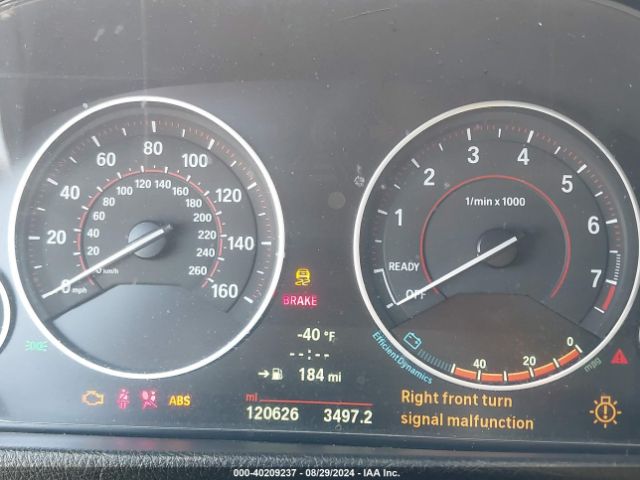 0 20 40 60 80 100 120 140 160
mph
20 40 60 80 100 120 140 160 180 200 220 240 260
km/h
BRAKE
-40 °F
--:--
184 mi
mi
120626 3497.2
ABS
OFF READY 1 2 3 4 5 6 7
1/min x 1000
EfficientDynamics
40 20 0
mpg
Right front turn
signal malfunction
000-40209237 - 08/29/2024 - IAA Inc.